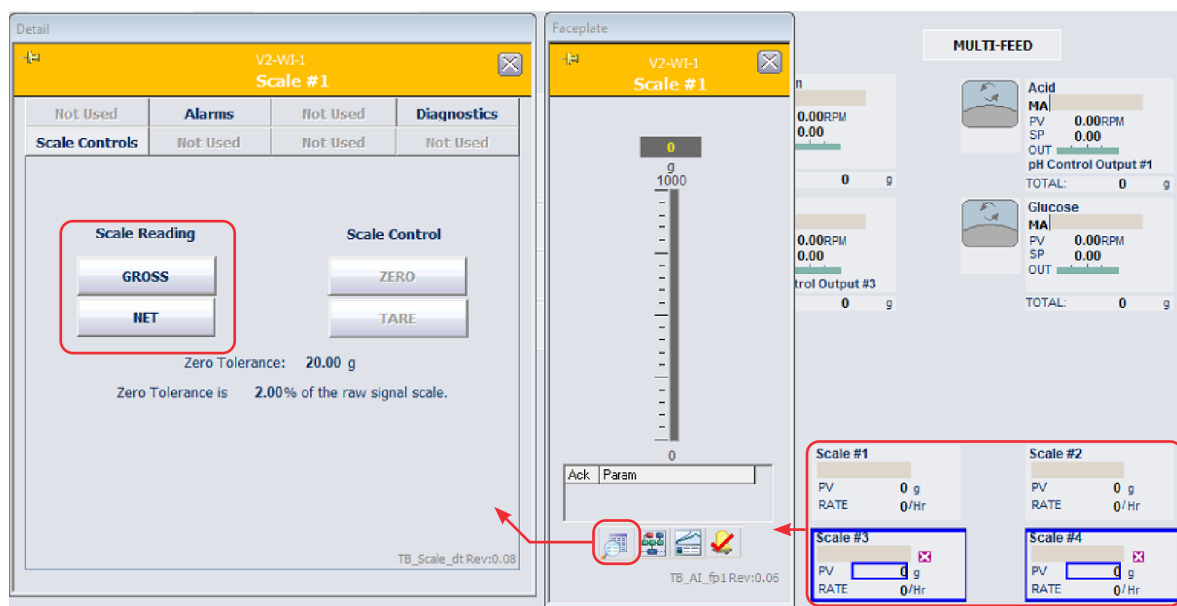 Detail
V2-WI-1
Scale #1
Not Used Alarms Not Used Diagnostics
Scale Controls Not Used Not Used Not Used
Scale Reading Scale Control
GROSS ZERO
NET TARE
Zero Tolerance: 20.00 g
Zero Tolerance is 2.00% of the raw signal scale.
TB_Scale_dt Rev:0.08
Faceplate
V2-WI-1
Scale #1
0
g
1000
0
Ack Param
TB_AI_fp1 Rev:0.06
MULTI-FEED
n
0.00RPM
0.00
0 g
0.00RPM
0.00
trol Output #3
0 g
Acid
MA
PV 0.00RPM
SP 0.00
OUT
pH Control Output #1
TOTAL: 0 g
Glucose
MA
PV 0.00RPM
SP 0.00
OUT
TOTAL: 0 g
Scale #1
PV 0 g
RATE 0/Hr
Scale #2
PV 0 g
RATE 0/Hr
Scale #3
PV 0 g
RATE 0/Hr
Scale #4
PV 0 g
RATE 0/Hr